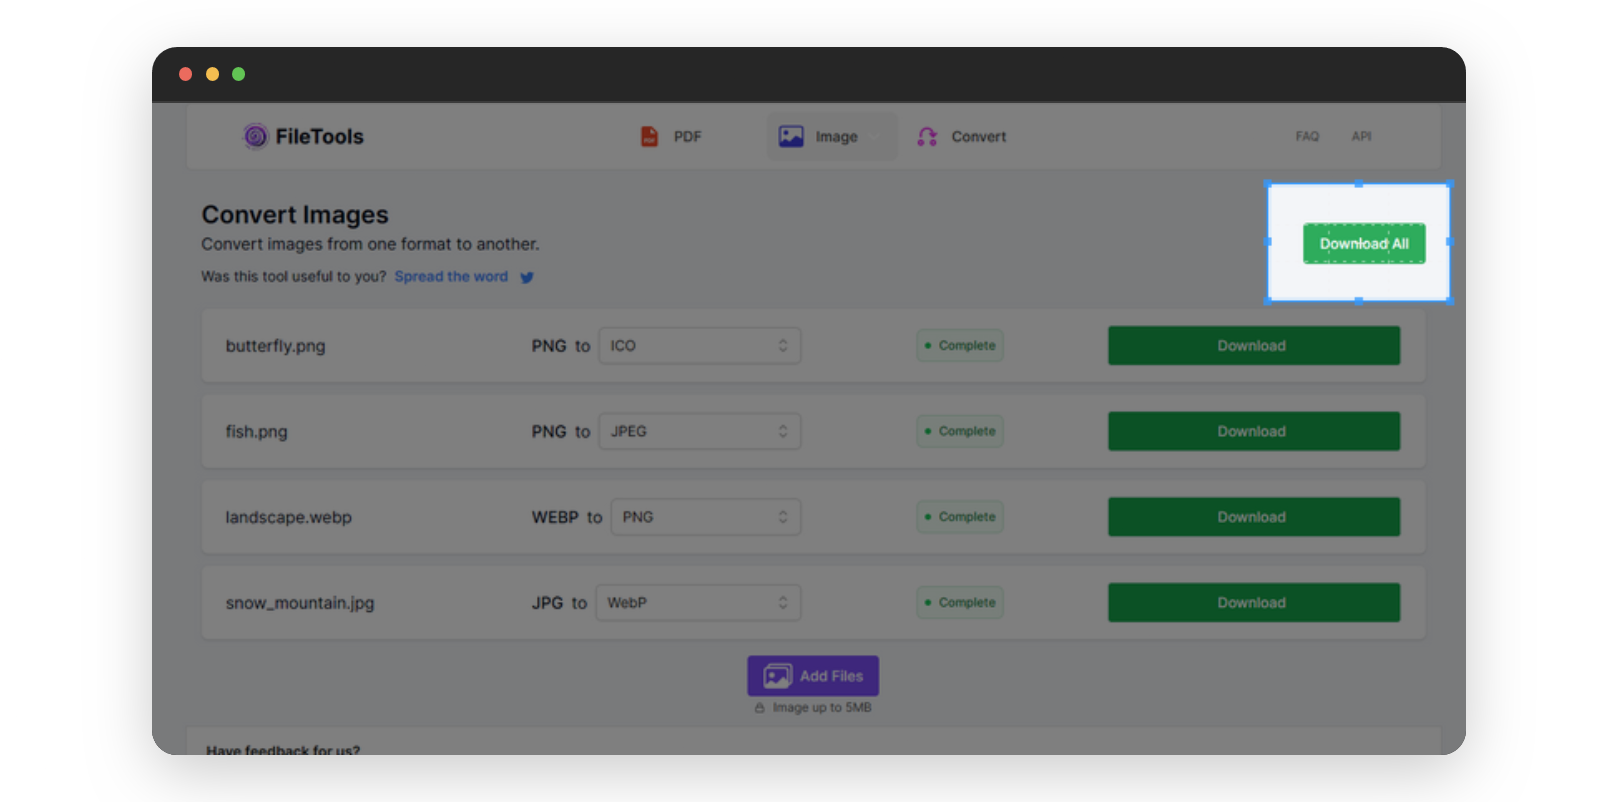 FileTools PDF Image Convert FAQ API
Convert Images
Convert images from one format to another.
Download All
Was this tool useful to you? Spread the word
butterfly.png PNG to ICO Complete Download
fish.png PNG to JPEG Complete Download
landscape.webp WEBP to PNG Complete Download
snow_mountain.jpg JPG to WebP Complete Download
Add Files
Image up to 5MB
Have feedback for us?